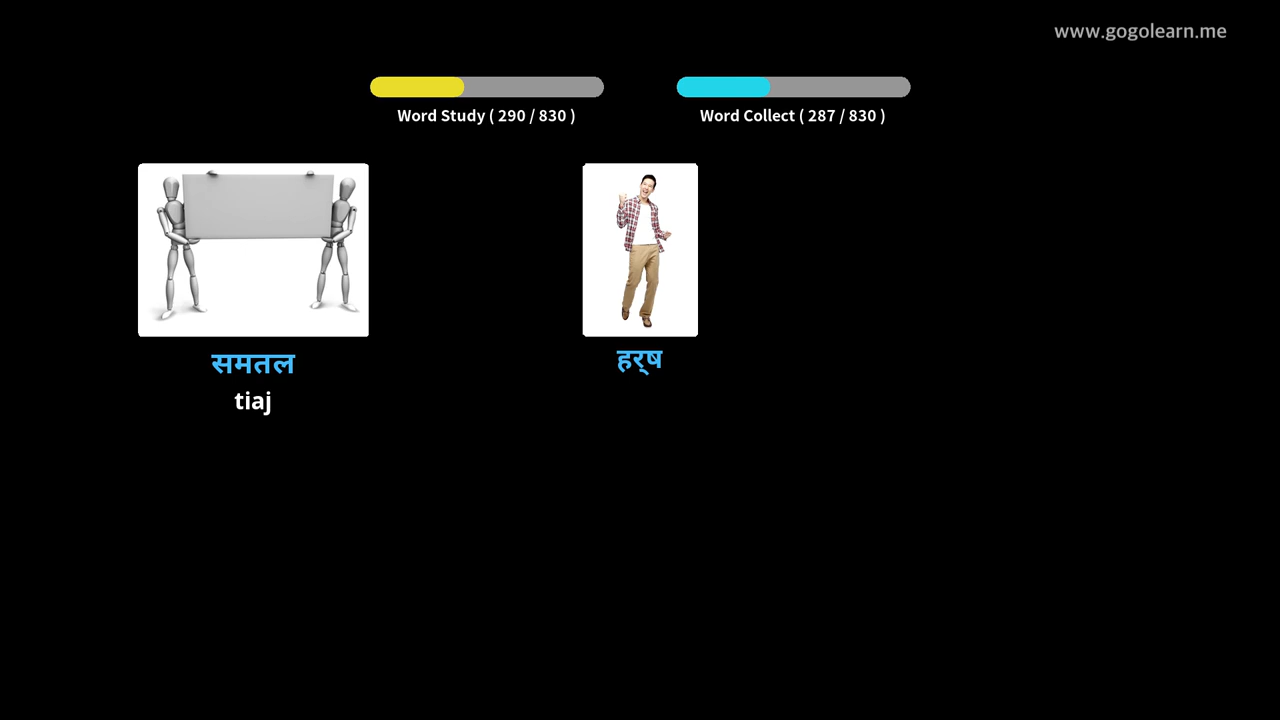 www.gogolearn.me
Word Study ( 290 / 830 )
Word Collect ( 287 / 830 )
समतल
tiaj
हर्‌ष